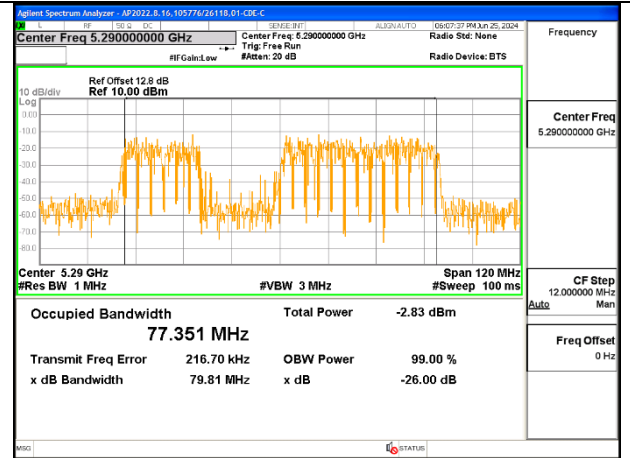 Agilent Spectrum Analyzer - AP2022.8.16,105776/26118,01-CDE-C
L RF 50 Ω DC SENSE:INT ALIGN AUTO 06:07:37 PM Jun 25, 2024
Center Freq 5.290000000 GHz Center Freq: 5.290000000 GHz Radio Std: None Frequency
Trig: Free Run
#IFGain:Low #Atten: 20 dB Radio Device: BTS
Ref Offset 12.8 dB
10 dB/div Ref 10.00 dBm
Log
0.00
-10.0
-20.0
-30.0
-40.0
-50.0
-60.0
-70.0
-80.0
Center Freq
5.290000000 GHz
Center 5.29 GHz Span 120 MHz
#Res BW 1 MHz #VBW 3 MHz #Sweep 100 ms
CF Step
12.000000 MHz
Auto Man
Occupied Bandwidth Total Power -2.83 dBm
77.351 MHz
Freq Offset
0 Hz
Transmit Freq Error 216.70 kHz OBW Power 99.00 %
x dB Bandwidth 79.81 MHz x dB -26.00 dB
MSG STATUS